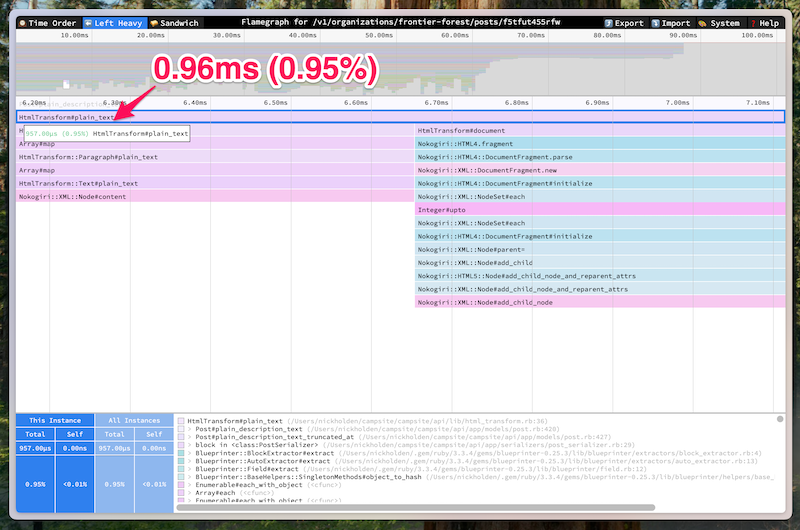 Time Order Left Heavy Sandwich Flamegraph for /v1/organizations/frontier-forest/posts/f5tfut455rfw Export Import System Help
10.00ms 20.00ms 30.00ms 40.00ms 50.00ms 60.00ms 70.00ms 80.00ms 90.00ms 100.00ms
0.96ms (0.95%)
6.20ms 6.30ms 6.40ms 6.50ms 6.60ms 6.70ms 6.80ms 6.90ms 7.00ms 7.10ms
HtmlTransform#plain_text
957.00µs (0.95%) HtmlTransform#plain_text
HtmlTransform#document
Array#map
Nokogiri::HTML4.fragment
HtmlTransform::Paragraph#plain_text
Nokogiri::HTML4::DocumentFragment.parse
Array#map
Nokogiri::XML::DocumentFragment.new
HtmlTransform::Text#plain_text
Nokogiri::HTML4::DocumentFragment#initialize
Nokogiri::XML::Node#content
Nokogiri::XML::NodeSet#each
Integer#upto
Nokogiri::XML::NodeSet#each
Nokogiri::HTML4::DocumentFragment#initialize
Nokogiri::XML::Node#parent=
Nokogiri::XML::Node#add_child
Nokogiri::HTML5::Node#add_child_node_and_reparent_attrs
Nokogiri::XML::Node#add_child_node_and_reparent_attrs
Nokogiri::XML::Node#add_child_node
This Instance All Instances
Total Self Total Self
957.00µs 0.00ns 957.00µs 0.00ns
0.95% <0.01% 0.95% <0.01%
HtmlTransform#plain_text (/Users/nickholden/campsite/campsite/api/lib/html_transform.rb:36)
> Post#plain_description_text (/Users/nickholden/campsite/campsite/api/app/models/post.rb:420)
> Post#plain_description_text_truncated_at (/Users/nickholden/campsite/campsite/api/app/models/post.rb:427)
> block in <class:PostSerializer> (/Users/nickholden/campsite/campsite/api/app/serializers/post_serializer.rb:29)
> Blueprinter::BlockExtractor#extract (/Users/nickholden/.gem/ruby/3.3.4/gems/blueprinter-0.25.3/lib/blueprinter/extractors/block_extractor.rb:4)
> Blueprinter::AutoExtractor#extract (/Users/nickholden/.gem/ruby/3.3.4/gems/blueprinter-0.25.3/lib/blueprinter/extractors/auto_extractor.rb:13)
> Blueprinter::Field#extract (/Users/nickholden/.gem/ruby/3.3.4/gems/blueprinter-0.25.3/lib/blueprinter/field.rb:12)
> Blueprinter::BaseHelpers::SingletonMethods#object_to_hash (/Users/nickholden/.gem/ruby/3.3.4/gems/blueprinter-0.25.3/lib/blueprinter/helpers/base_
> Enumerable#each_with_object (<cfunc>)
> Array#each (<cfunc>)
> Enumerable#each_with_object (<cfunc>)